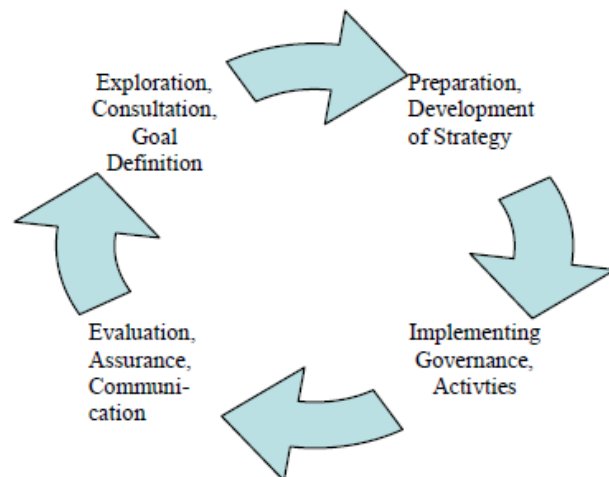 Exploration,
Consultation,
Goal
Definition
Preparation,
Development
of Strategy
Implementing
Governance,
Activties
Evaluation,
Assurance,
Communi-
cation